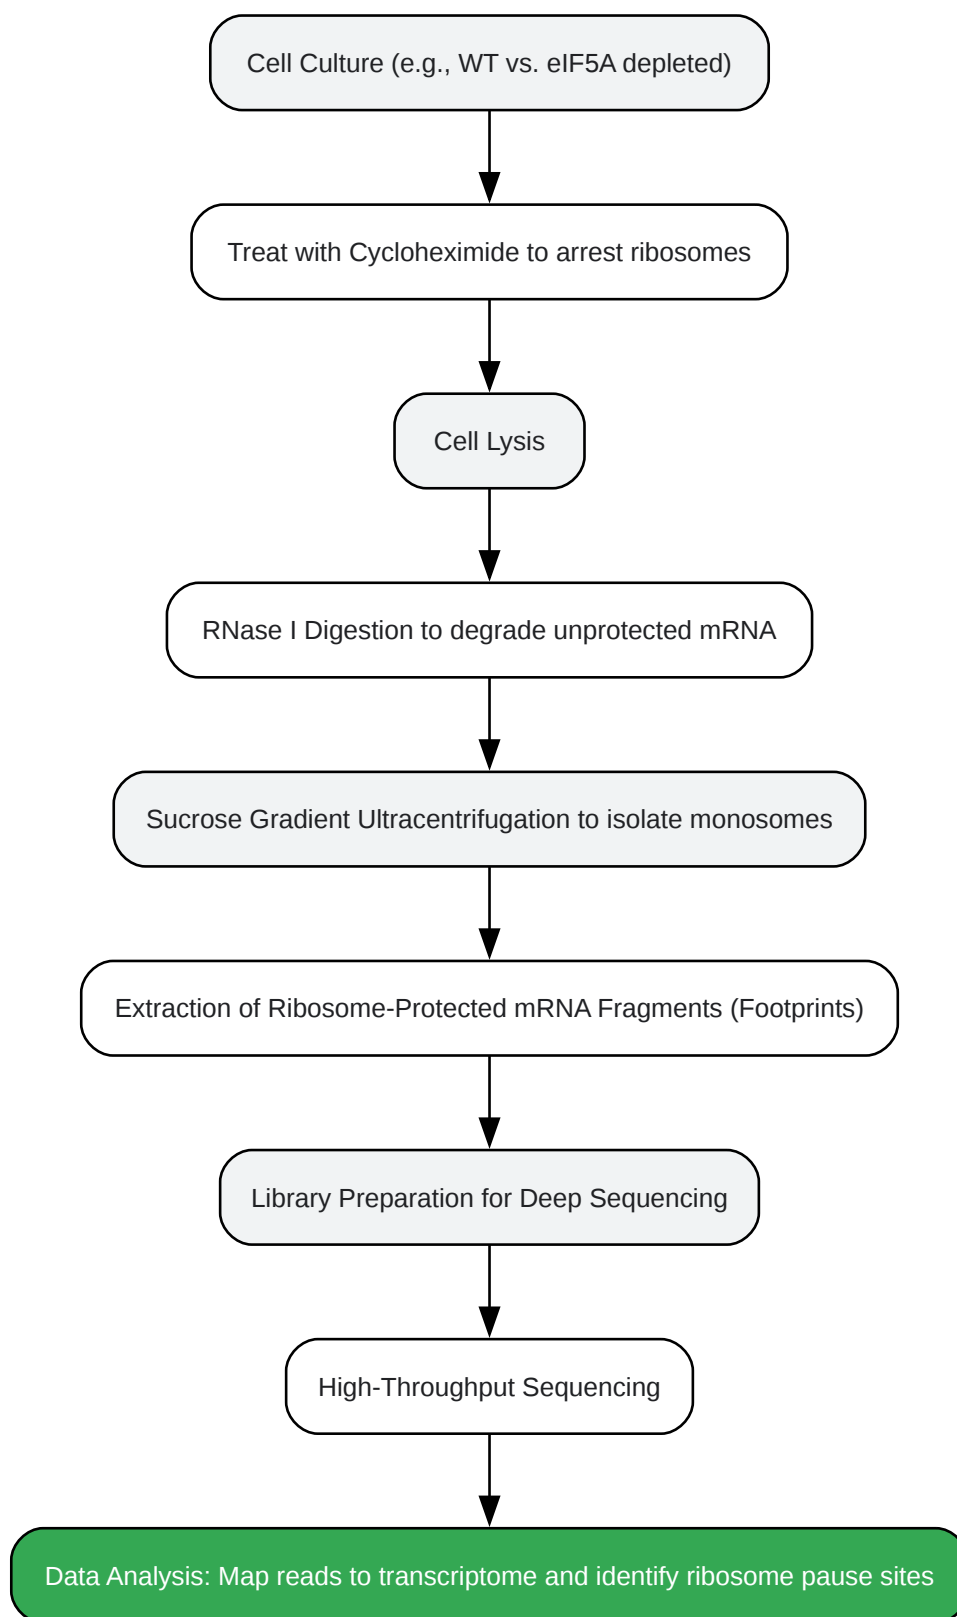 Cell Culture (e.g., WT vs. eIF5A depleted)
Treat with Cycloheximide to arrest ribosomes
Cell Lysis
RNase I Digestion to degrade unprotected mRNA
Sucrose Gradient Ultracentrifugation to isolate monosomes
Extraction of Ribosome-Protected mRNA Fragments (Footprints)
Library Preparation for Deep Sequencing
High-Throughput Sequencing
Data Analysis: Map reads to transcriptome and identify ribosome pause sites